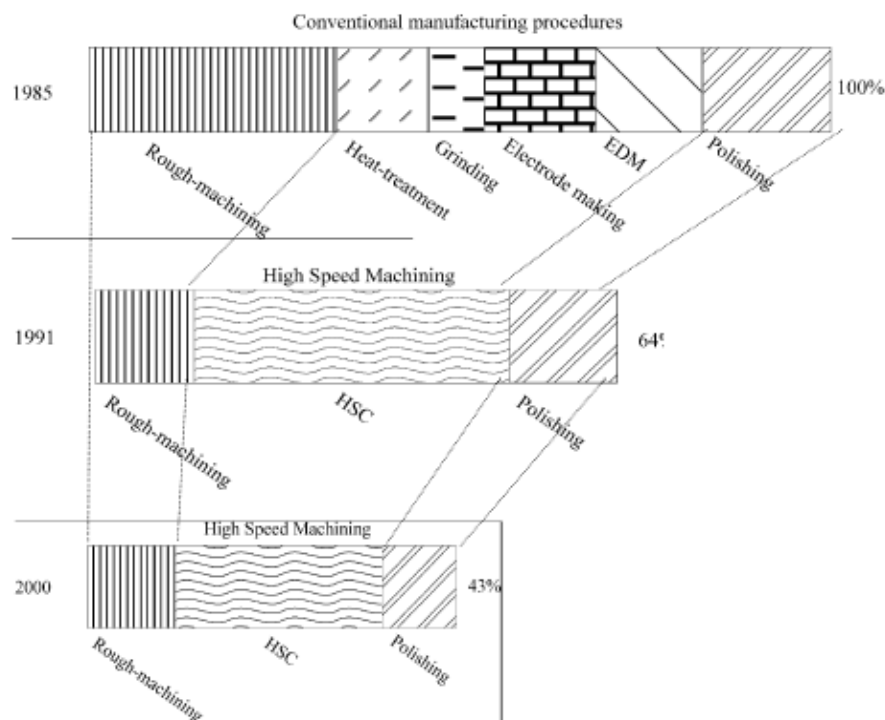 Conventional manufacturing procedures
1985
100%
Rough-machining
Heat-treatment
Grinding
Electrode making
EDM
Polishing
High Speed Machining
1991
64%
Rough-machining
HSC
Polishing
High Speed Machining
2000
43%
Rough-machining
HSC
Polishing